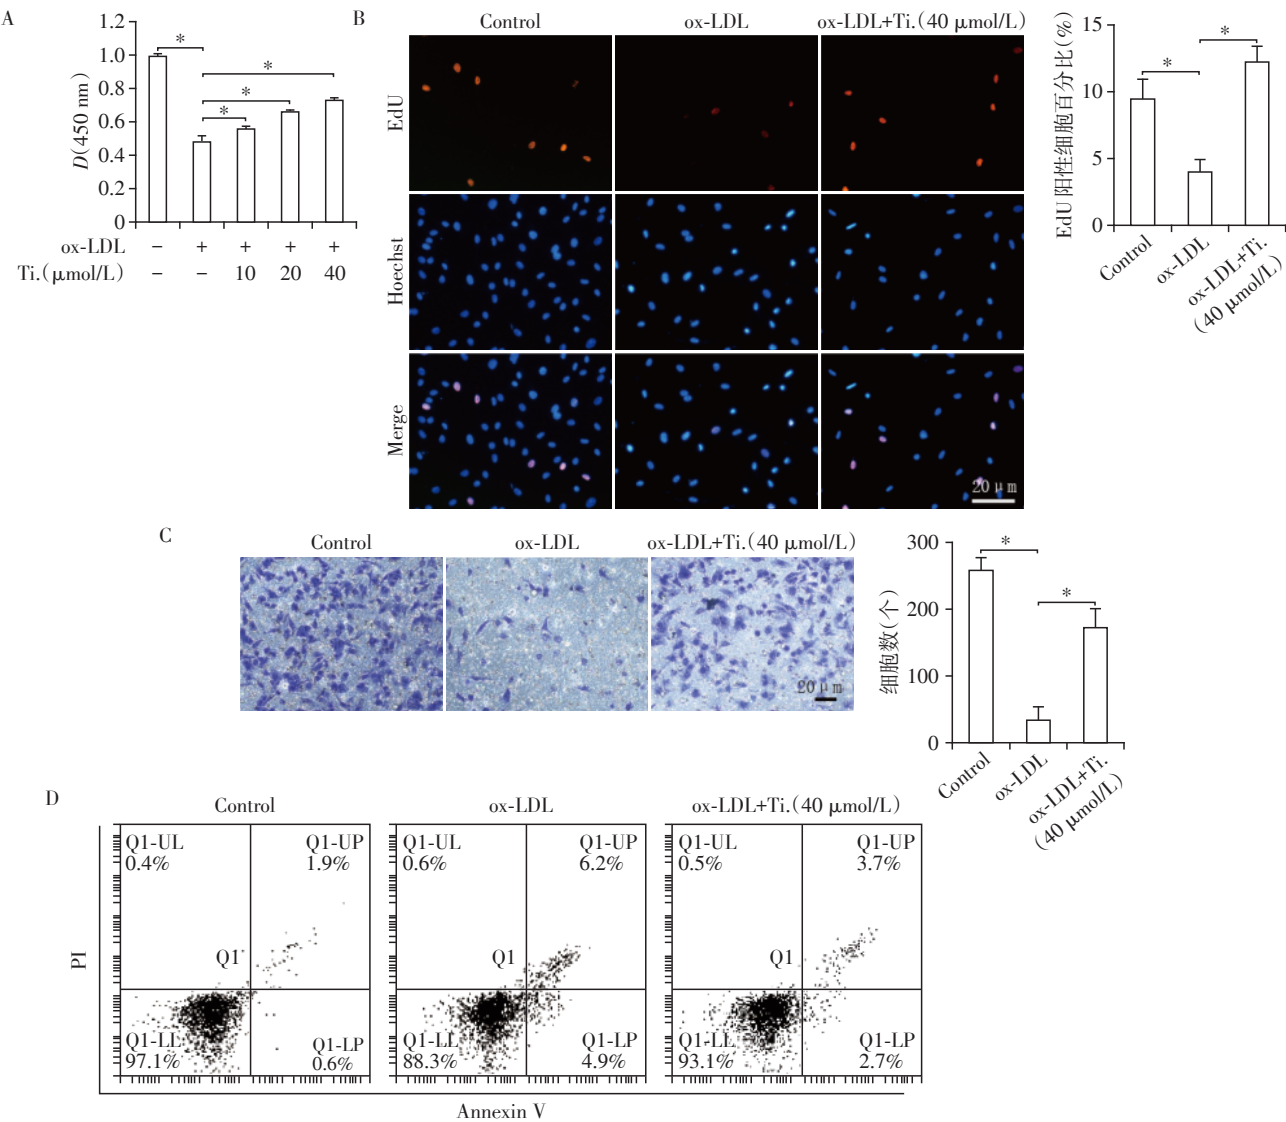 A
1.2
1.0
0.8
0.6
0.4
0.2
0
D(450 nm)
*
*
*
*
ox-LDL − + + + +
Ti.(μmol/L) − − 10 20 40
B
Control ox-LDL ox-LDL+Ti.(40 μmol/L)
EdU
Hoechst
Merge
20 μm
EdU 阳性细胞百分比(%)
15
10
5
0
*
*
Control
ox-LDL
ox-LDL+Ti.
(40 μmol/L)
C
Control ox-LDL ox-LDL+Ti.(40 μmol/L)
20 μm
细胞数(个)
300
200
100
0
*
*
Control
ox-LDL
ox-LDL+Ti.
(40 μmol/L)
D
Control ox-LDL ox-LDL+Ti.(40 μmol/L)
PI
Q1-UL Q1-UP
0.4% 1.9%
Q1
Q1-LL Q1-LP
97.1% 0.6%
Q1-UL Q1-UP
0.6% 6.2%
Q1
Q1-LL Q1-LP
88.3% 4.9%
Q1-UL Q1-UP
0.5% 3.7%
Q1
Q1-LL Q1-LP
93.1% 2.7%
Annexin V